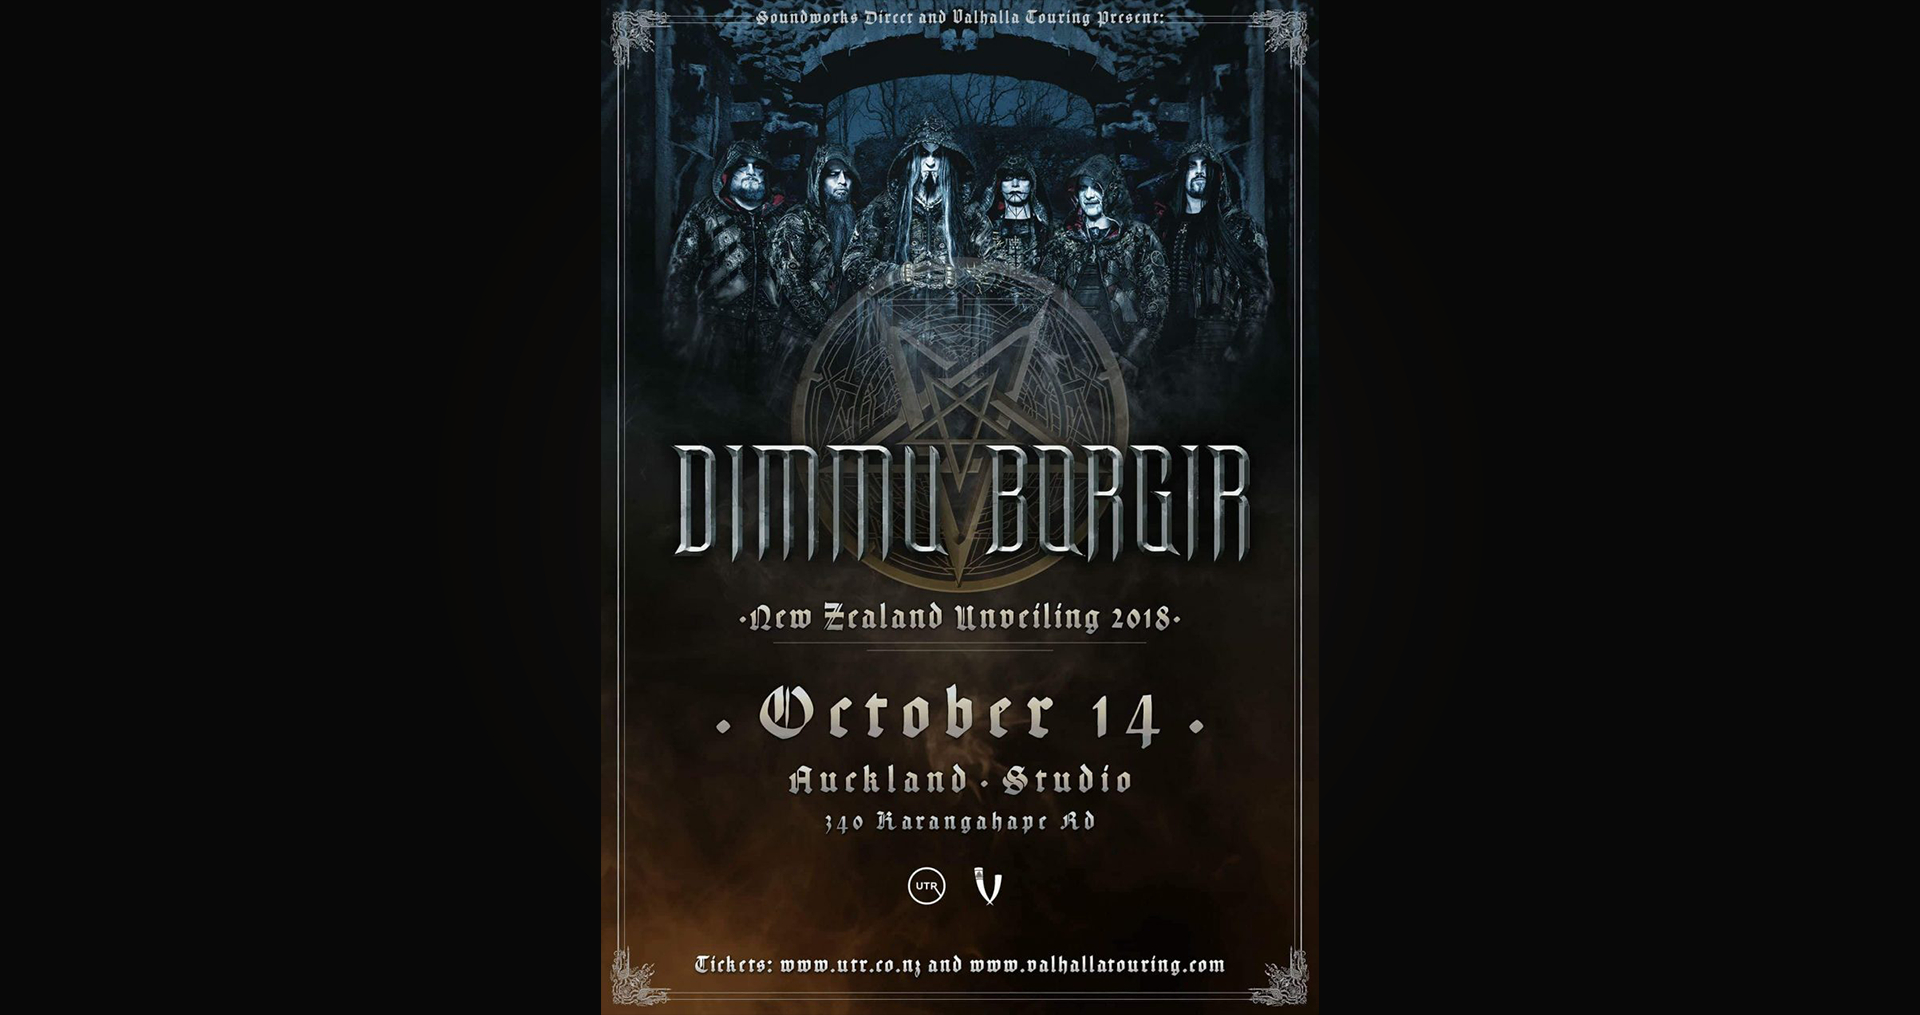 Soundworks Direct and Valhalla Touring Present:
DIMMU BORGIR
·New Zealand Unveiling 2018·
· October 14 ·
Auckland · Studio
340 Karangahape Rd
UTR
Tickets: www.utr.co.nz and www.valhallatouring.com